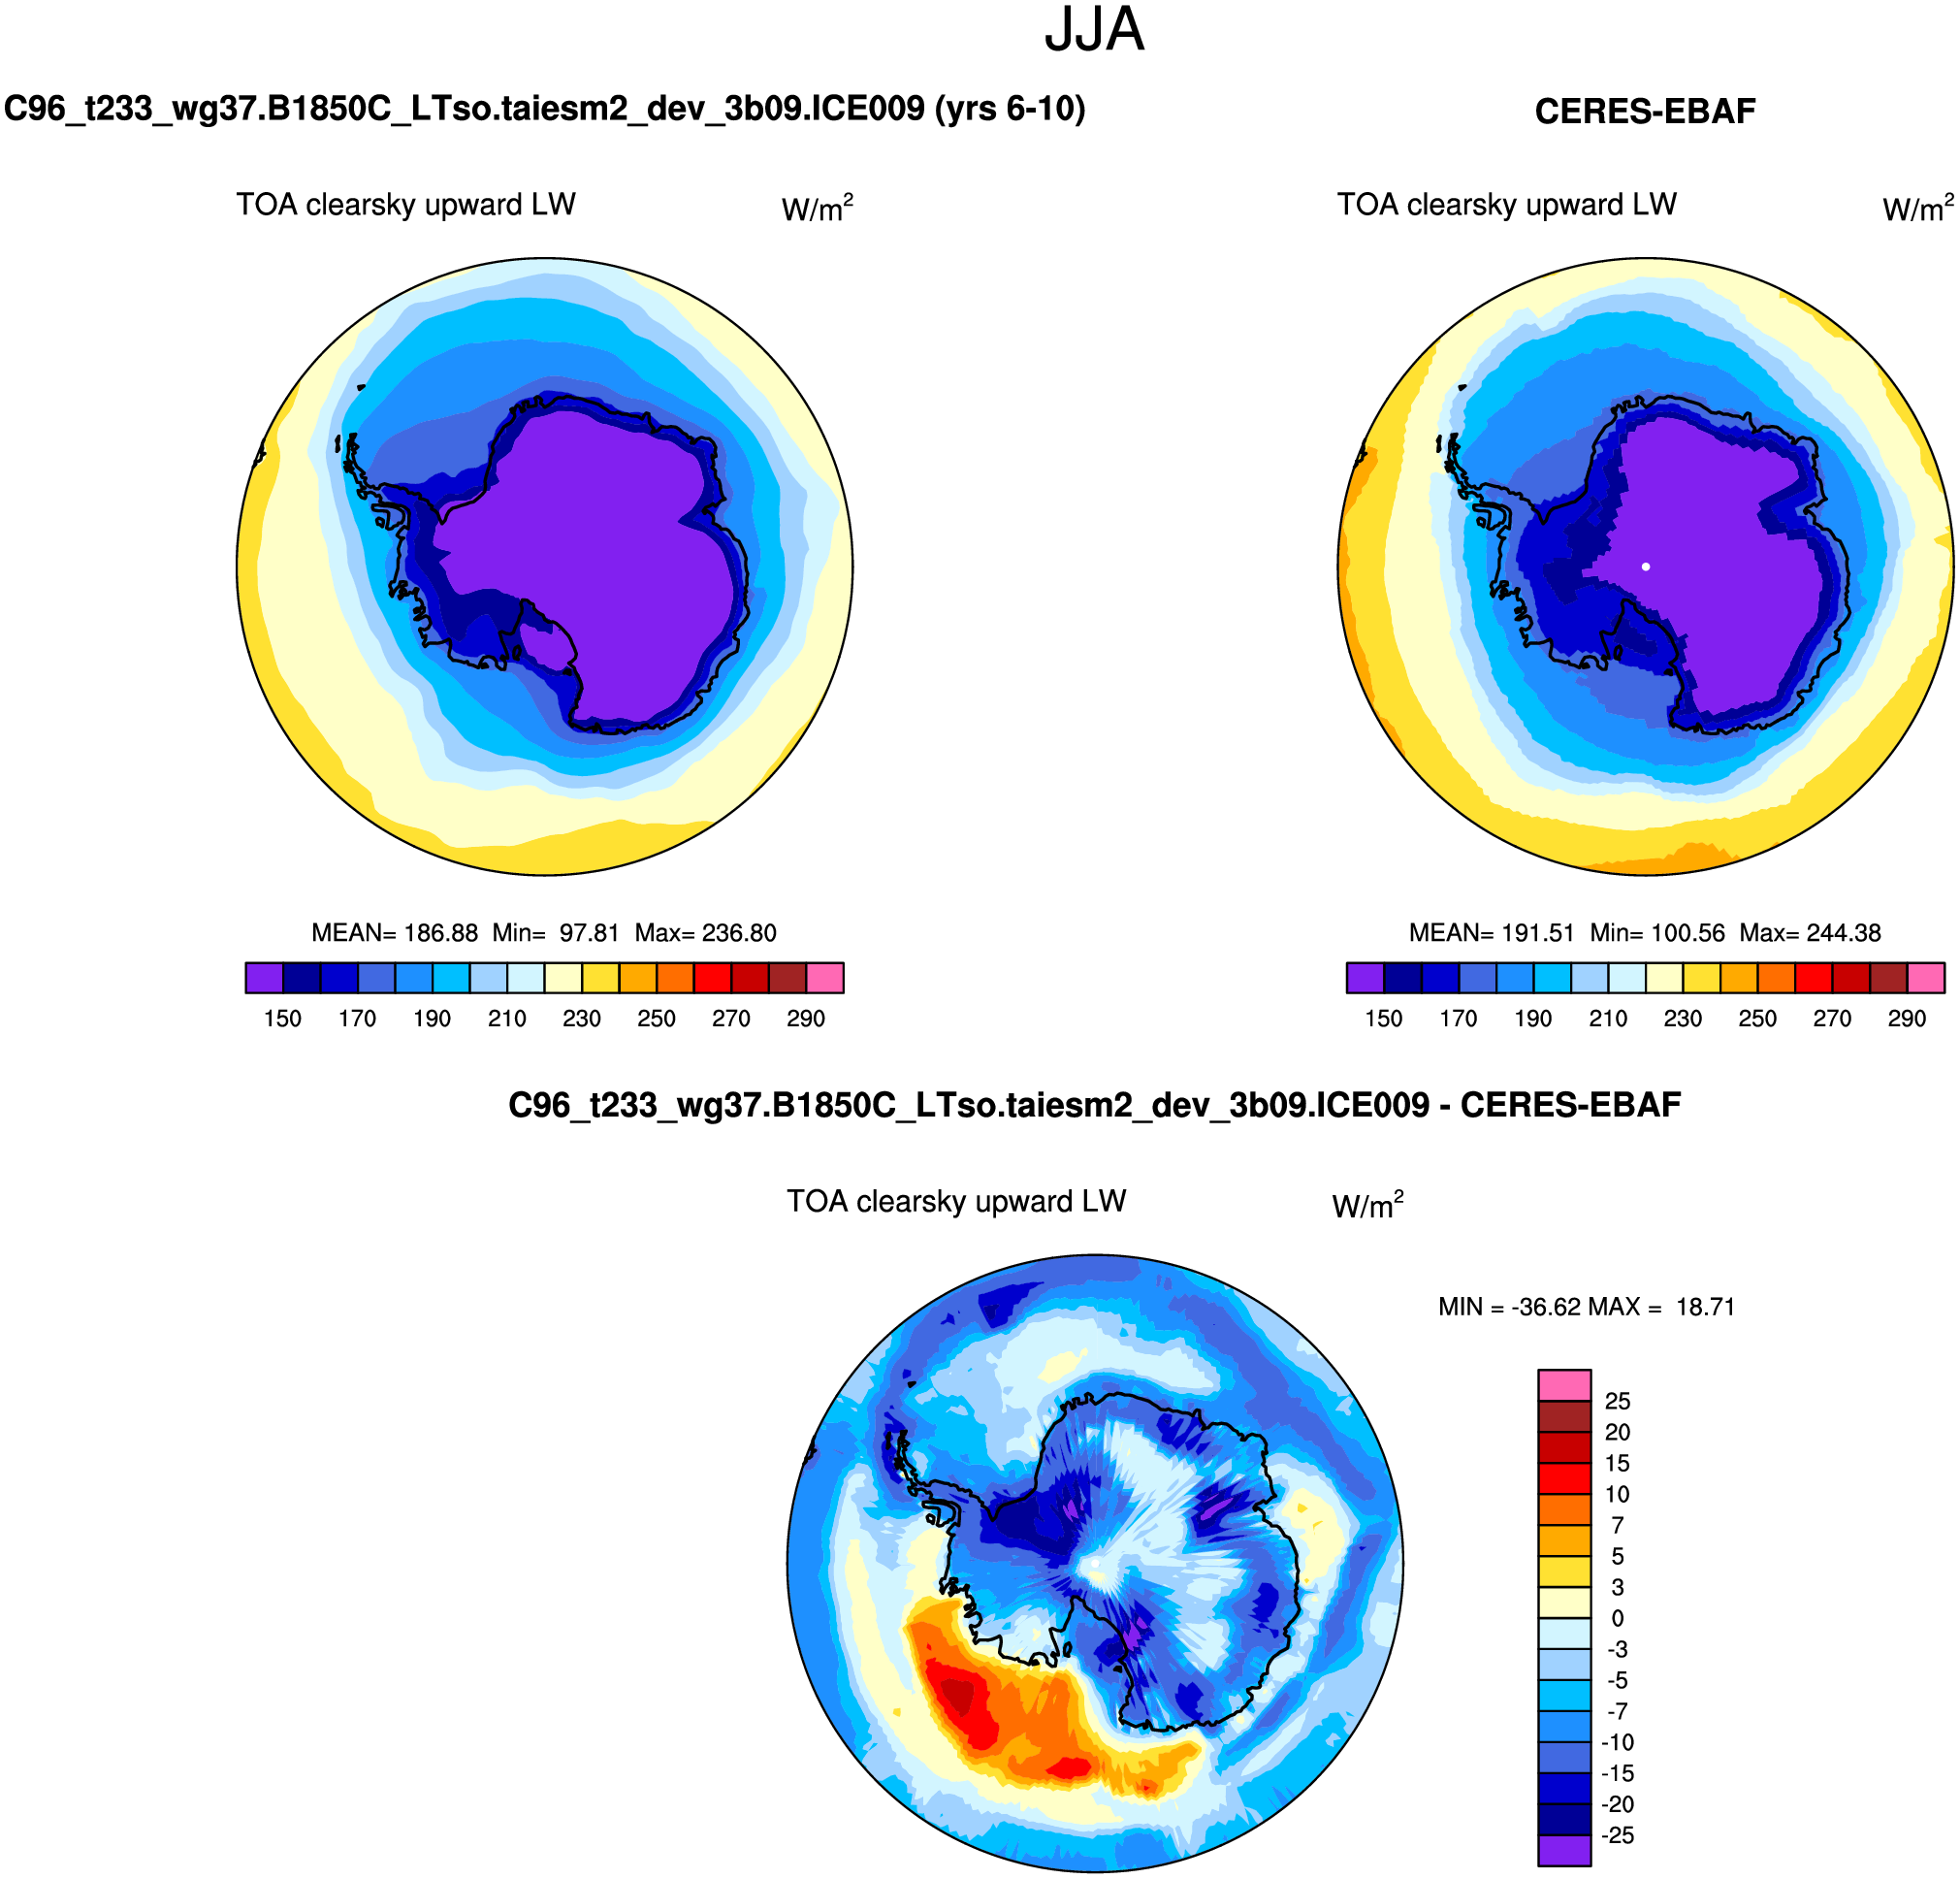 JJA
C96_t233_wg37.B1850C_LTso.taiesm2_dev_3b09.ICE009 (yrs 6-10)
CERES-EBAF
TOA clearsky upward LW W/m²
TOA clearsky upward LW W/m²
MEAN= 186.88 Min= 97.81 Max= 236.80
MEAN= 191.51 Min= 100.56 Max= 244.38
150 170 190 210 230 250 270 290
150 170 190 210 230 250 270 290
C96_t233_wg37.B1850C_LTso.taiesm2_dev_3b09.ICE009 - CERES-EBAF
TOA clearsky upward LW W/m²
MIN = -36.62 MAX = 18.71
25
20
15
10
7
5
3
0
-3
-5
-7
-10
-15
-20
-25